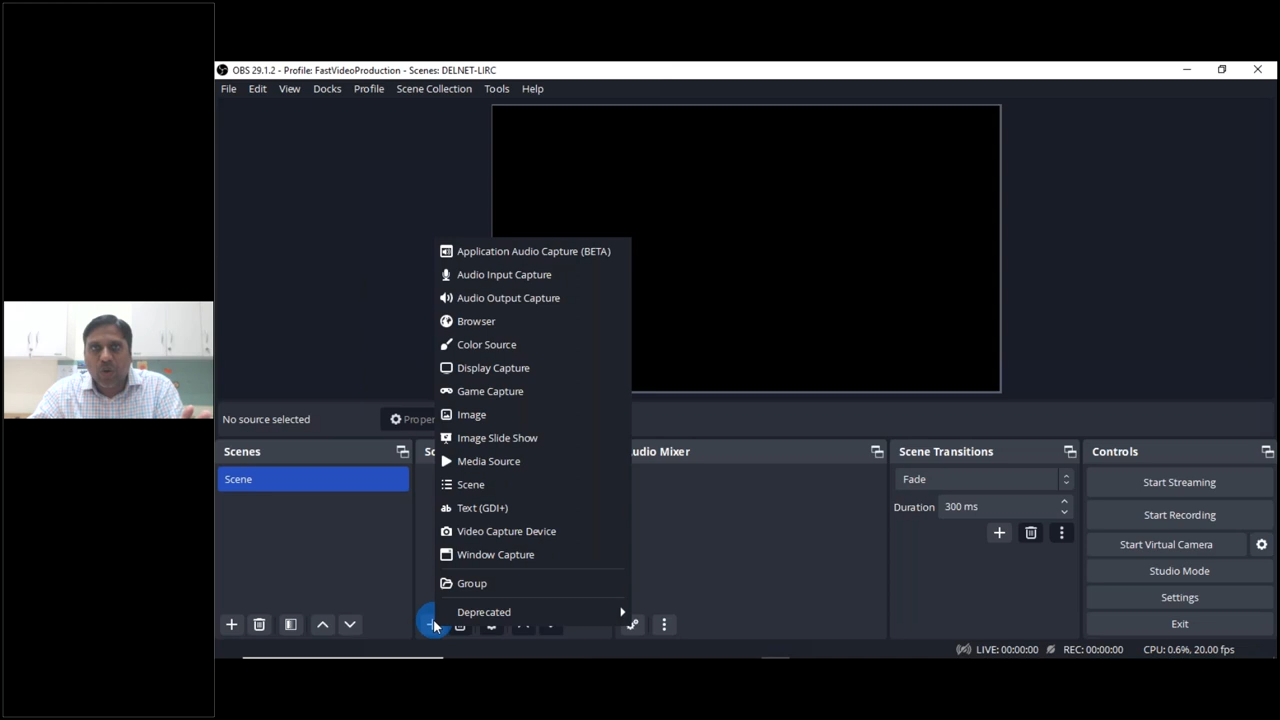 OBS 29.1.2 - Profile: FastVideoProduction - Scenes: DELNET-LIRC
File Edit View Docks Profile Scene Collection Tools Help
Application Audio Capture (BETA)
Audio Input Capture
Audio Output Capture
Browser
Color Source
Display Capture
Game Capture
Image
Image Slide Show
Media Source
Scene
Text (GDI+)
Video Capture Device
Window Capture
Group
Deprecated
No source selected
Scenes
Scene
Scene Transitions
Fade
Duration 300 ms
Controls
Start Streaming
Start Recording
Start Virtual Camera
Studio Mode
Settings
Exit
LIVE: 00:00:00 REC: 00:00:00 CPU: 0.6%, 20.00 fps